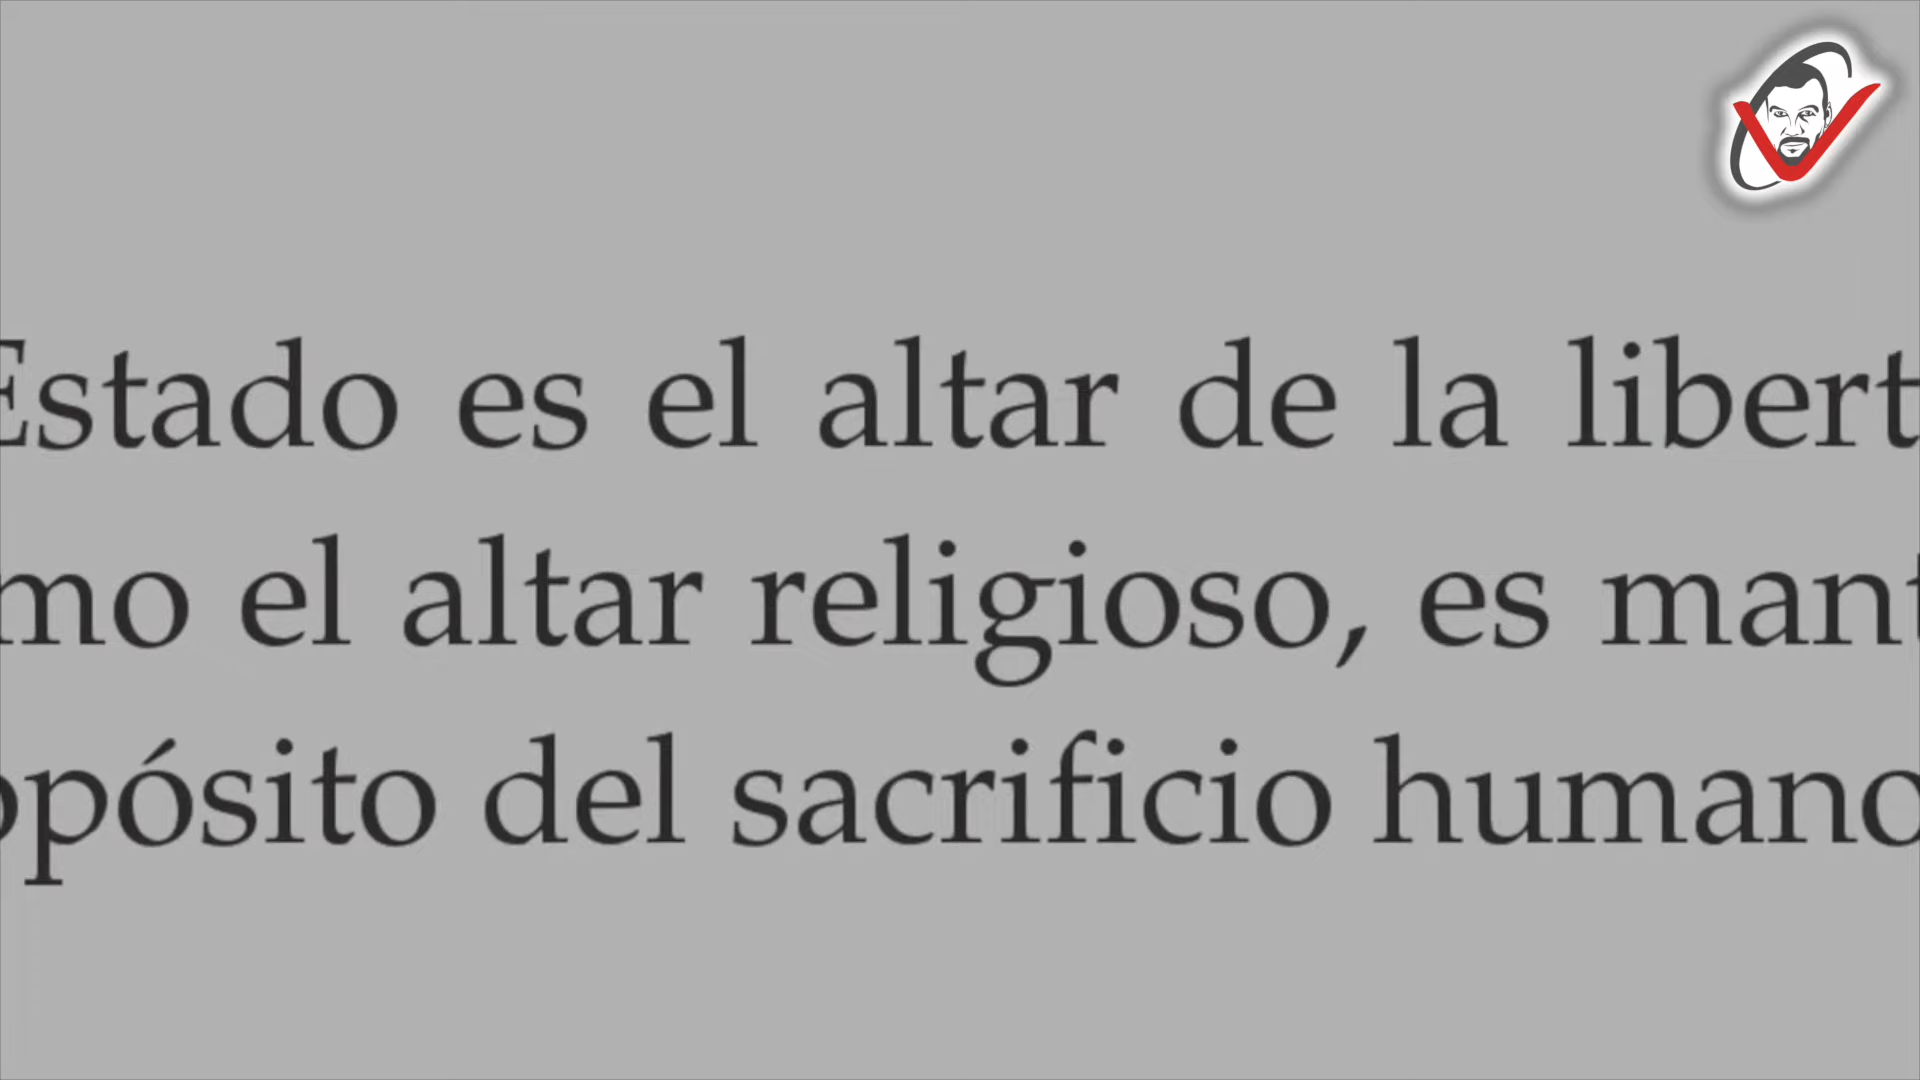 Estado es el altar de la libert
mo el altar religioso, es mant
pósito del sacrificio humano